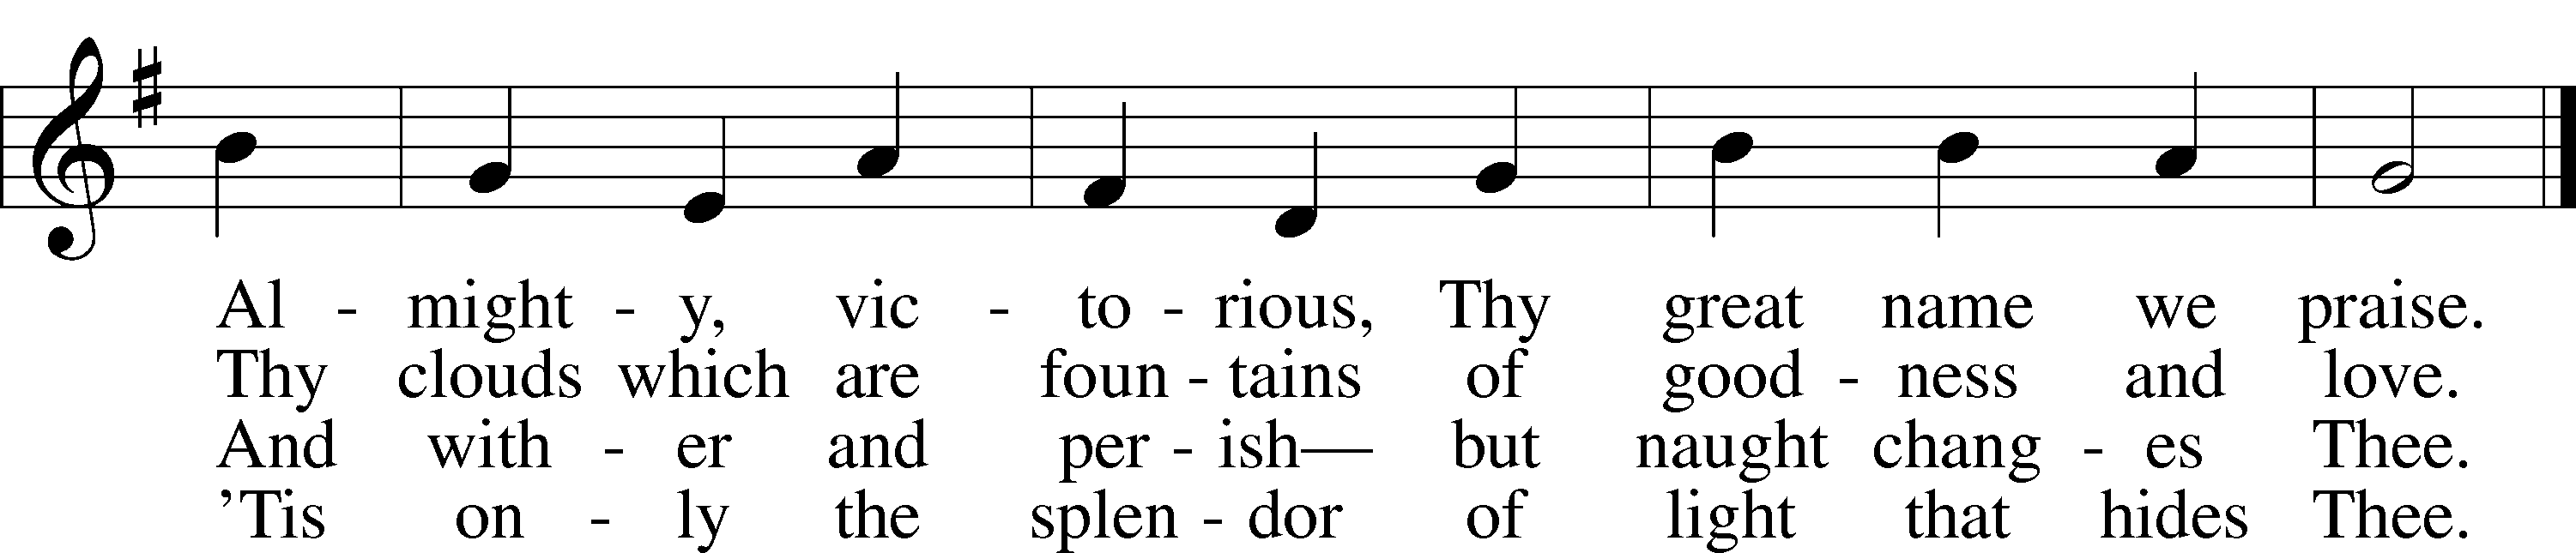 Al - might - y, vic - to - rious, Thy great name we praise.
Thy clouds which are foun - tains of good - ness and love.
And with - er and per - ish— but naught chang - es Thee.
’Tis on - ly the splen - dor of light that hides Thee.